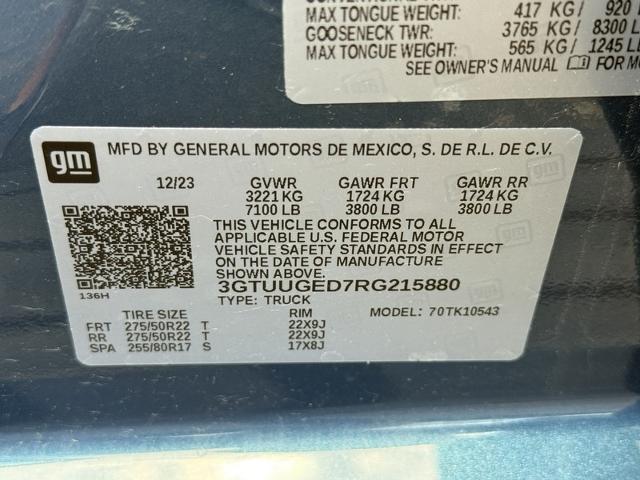 MAX TONGUE WEIGHT: 417 KG/ 920
GOOSENECK TWR: 3765 KG/ 8300
MAX TONGUE WEIGHT: 565 KG/ 1245
SEE OWNER'S MANUAL FOR
gm MFD BY GENERAL MOTORS DE MEXICO, S. DE R.L. DE C.V.
12/23 GVWR GAWR FRT GAWR RR
3221 KG 1724 KG 1724 KG
7100 LB 3800 LB 3800 LB
THIS VEHICLE CONFORMS TO ALL
APPLICABLE U.S. FEDERAL MOTOR
VEHICLE SAFETY STANDARDS IN EFFECT
ON THE DATE OF MANUFACTURE
SHOWN ABOVE.
136H
3GTUUGED7RG215880
TYPE: TRUCK
TIRE SIZE RIM MODEL: 70TK10543
FRT 275/50R22 T 22X9J
RR 275/50R22 T 22X9J
SPA 255/80R17 S 17X8J